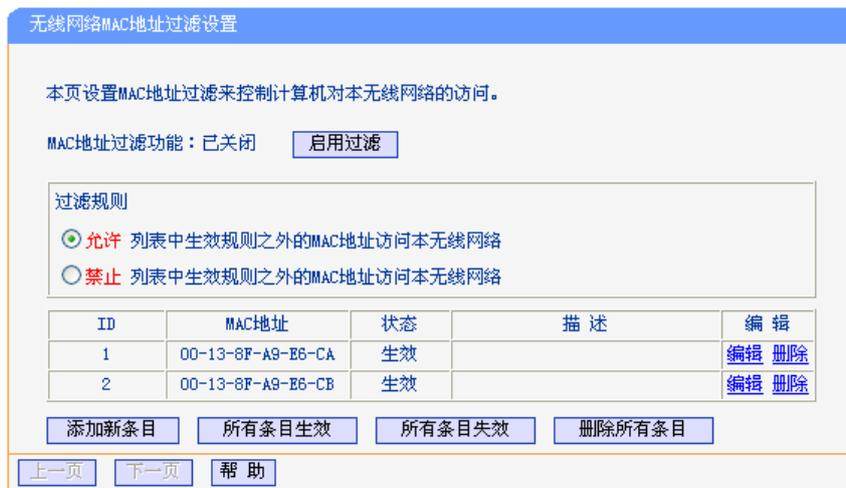 无线网络MAC地址过滤设置
本页设置MAC地址过滤来控制计算机对本无线网络的访问。
MAC地址过滤功能：已关闭 启用过滤
过滤规则
允许 列表中生效规则之外的MAC地址访问本无线网络
禁止 列表中生效规则之外的MAC地址访问本无线网络
ID MAC地址 状态 描 述 编 辑
1 00-13-8F-A9-E6-CA 生效 编辑 删除
2 00-13-8F-A9-E6-CB 生效 编辑 删除
添加新条目 所有条目生效 所有条目失效 删除所有条目
上一页 下一页 帮 助